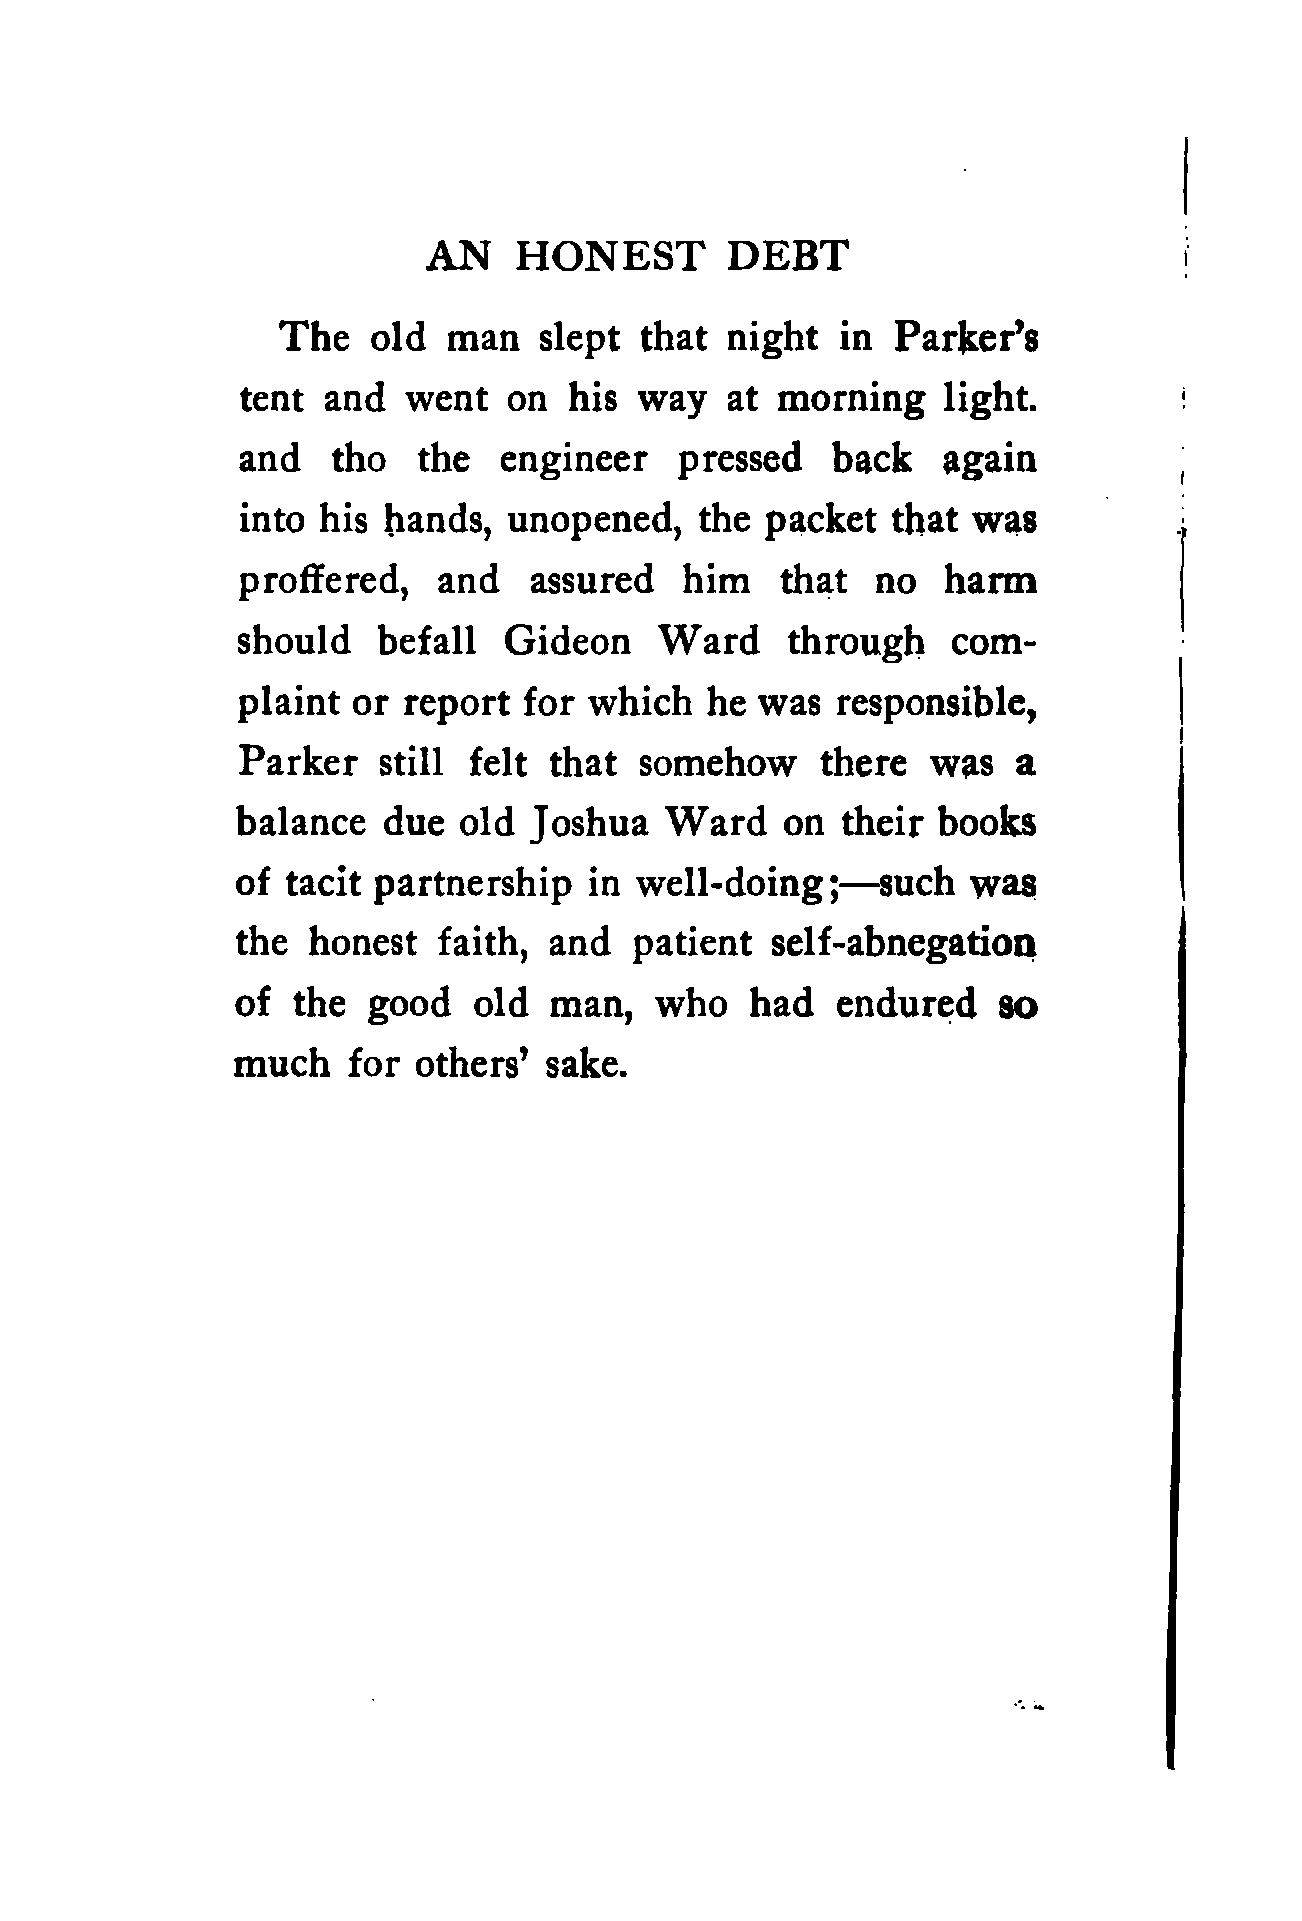 AN HONEST DEBT
The old man slept that night in Parker's
tent and went on his way at morning light.
and tho the engineer pressed back again
into his hands, unopened, the packet that was
proffered, and assured him that no harm
should befall Gideon Ward through com-
plaint or report for which he was responsible,
Parker still felt that somehow there was a
balance due old Joshua Ward on their books
of tacit partnership in well-doing;—such was
the honest faith, and patient self-abnegation
of the good old man, who had endured so
much for others' sake.